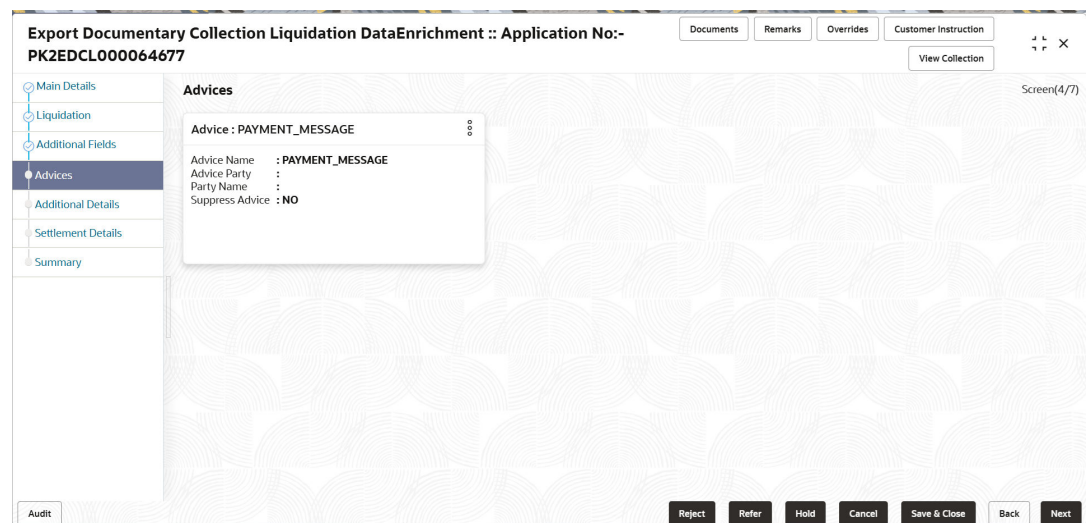 Export Documentary Collection Liquidation DataEnrichment :: Application No:-
PK2EDCL000064677
Documents
Remarks
Overrides
Customer Instruction
View Collection
Main Details
Liquidation
Additional Fields
Advices
Additional Details
Settlement Details
Summary
Advices
Screen(4/7)
Advice : PAYMENT_MESSAGE
Advice Name : PAYMENT_MESSAGE
Advice Party :
Party Name :
Suppress Advice : NO
Audit
Reject
Refer
Hold
Cancel
Save & Close
Back
Next